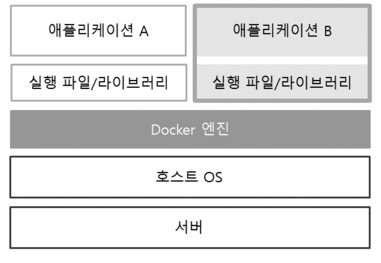 애플리케이션 A
애플리케이션 B
실행 파일/라이브러리
실행 파일/라이브러리
Docker 엔진
호스트 OS
서버